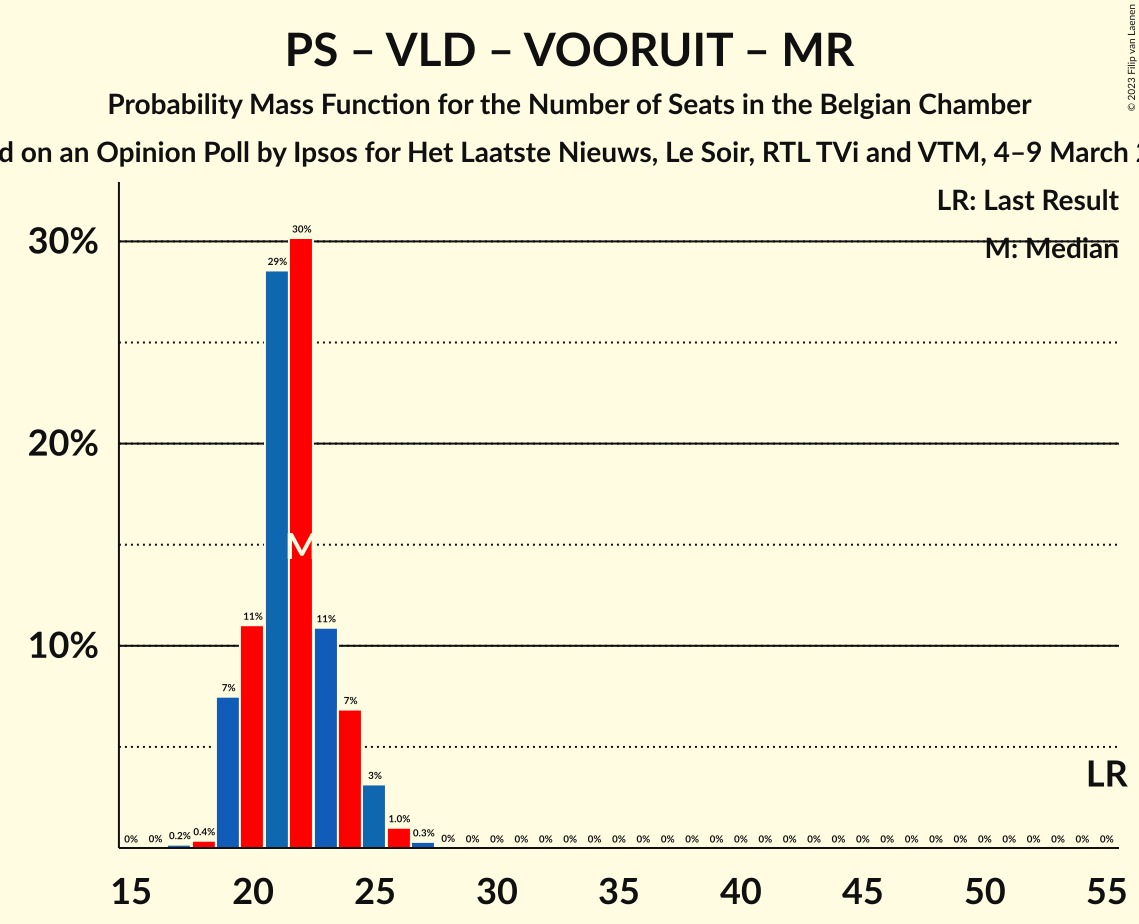 PS – VLD – VOORUIT – MR
Probability Mass Function for the Number of Seats in the Belgian Chamber
on an Opinion Poll by Ipsos for Het Laatste Nieuws, Le Soir, RTL TVi and VTM, 4–9 March
© 2023 Filip van Laenen
LR: Last Result
M: Median
30%
20%
10%
0% 0% 0.2% 0.4% 7% 11% 29% 30% 11% 7% 3% 1.0% 0.3% 0% 0% 0% 0% 0% 0% 0% 0% 0% 0% 0% 0% 0% 0% 0% 0% 0% 0% 0% 0% 0% 0% 0% 0% 0% 0% 0% 0%
M
LR
15 20 25 30 35 40 45 50 55